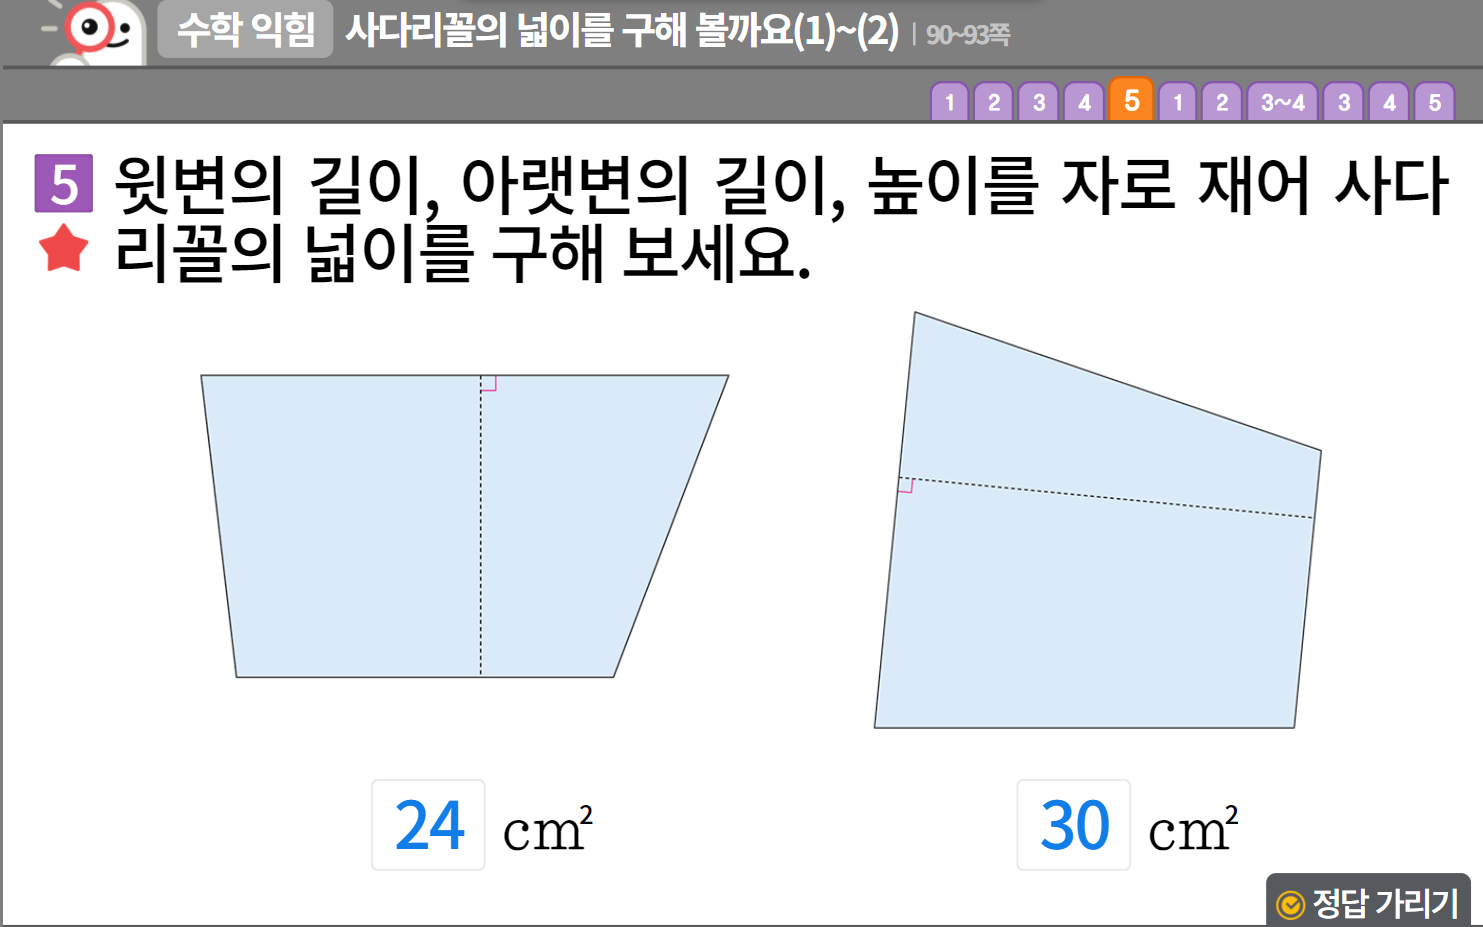 수학 익힘 사다리꼴의 넓이를 구해 볼까요(1)~(2) | 90~93쪽
1 2 3 4 5 1 2 3~4 3 4 5
5 윗변의 길이, 아랫변의 길이, 높이를 자로 재어 사다
리꼴의 넓이를 구해 보세요.
24 cm² 30 cm²
정답 가리기